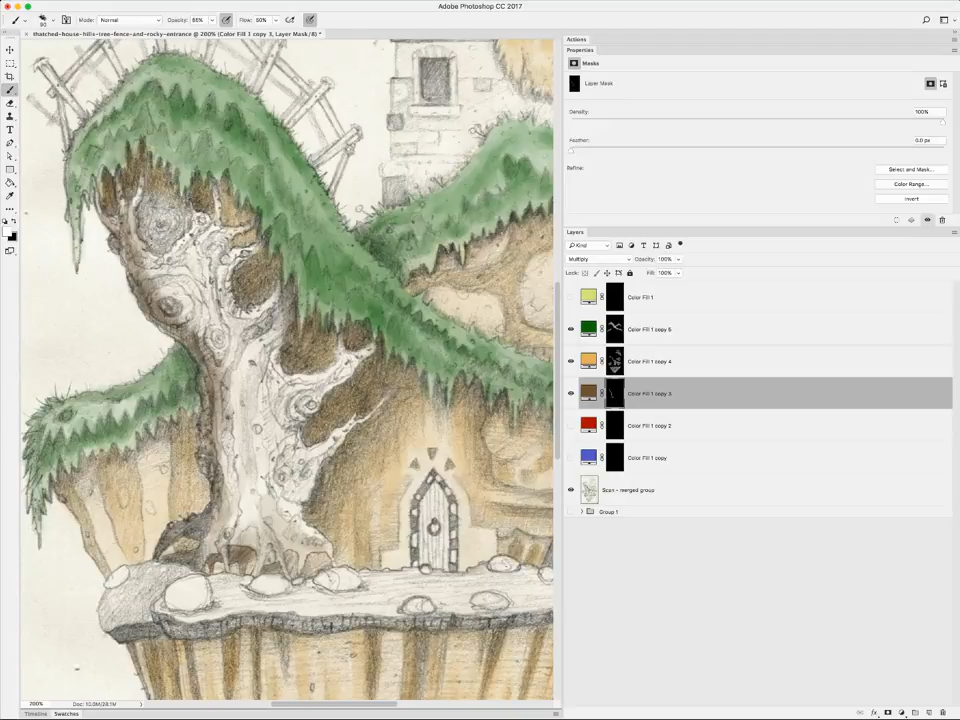 Adobe Photoshop CC 2017
Mode: Normal Opacity: 65% Flow: 50%
90
thatched-house-hills-tree-fence-and-rocky-entrance @ 200% (Color Fill 1 copy 3, Layer Mask/8) *
Actions
Properties
Masks
Layer Mask
Density: 100%
Feather: 0.0 px
Refine: Select and Mask...
Color Range...
Invert
Layers
Kind
Multiply Opacity: 100%
Lock: Fill: 100%
Color Fill 1
Color Fill 1 copy 5
Color Fill 1 copy 4
Color Fill 1 copy 3
Color Fill 1 copy 2
Color Fill 1 copy
Scan - merged group
Group 1
200% Doc: 10.0M/28.1M
Timeline Swatches